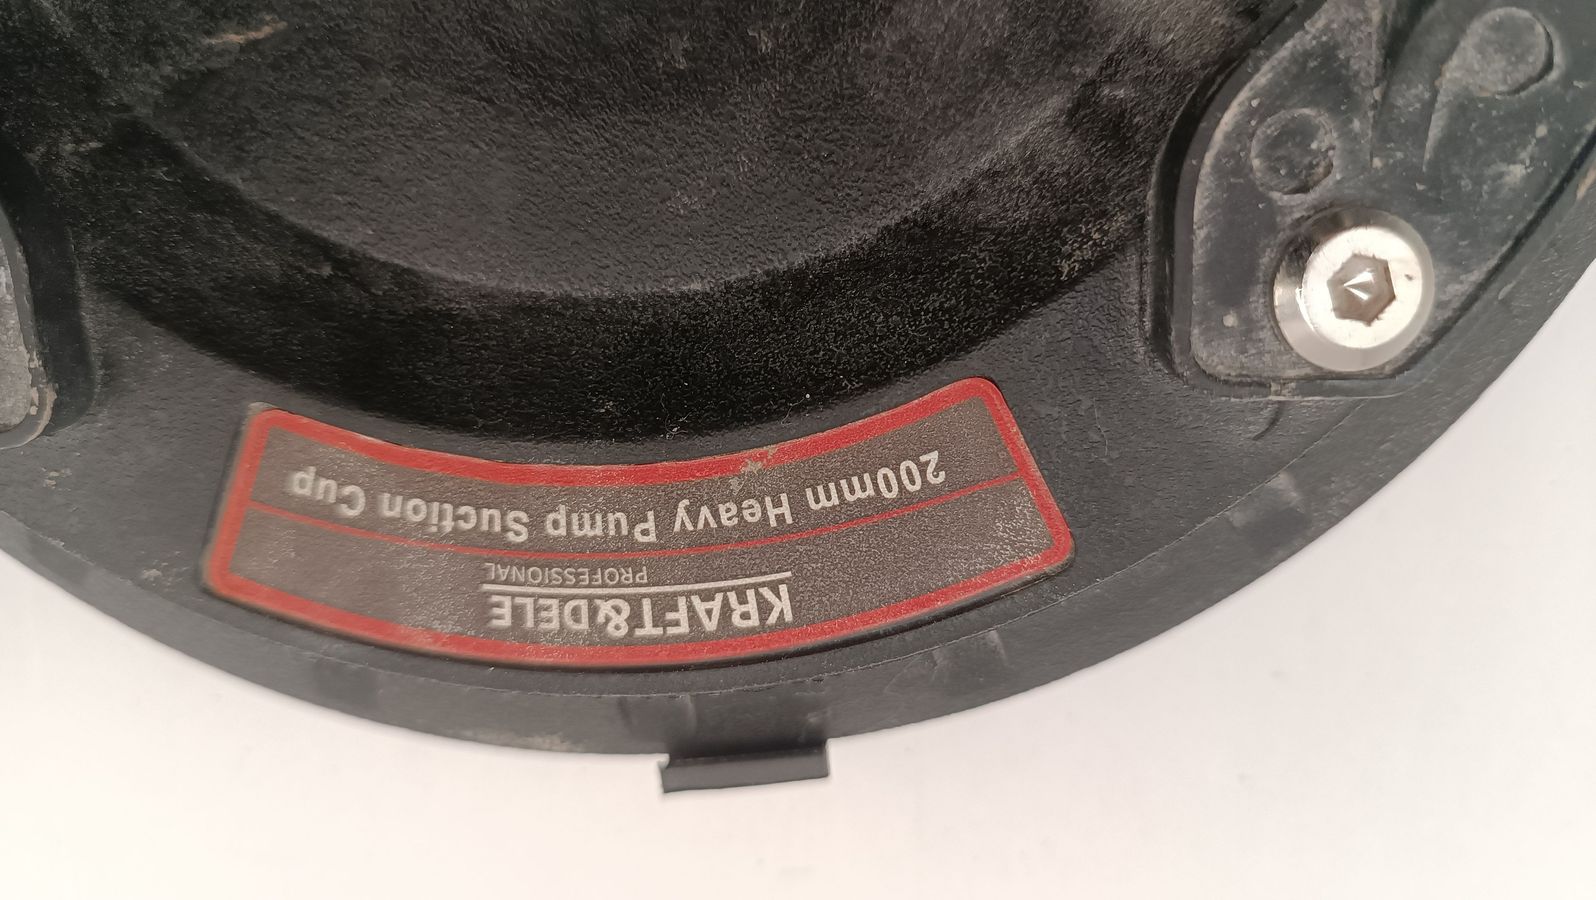 KRAFT&DELE
PROFESSIONAL
200mm Heavy Pump Suction Cup